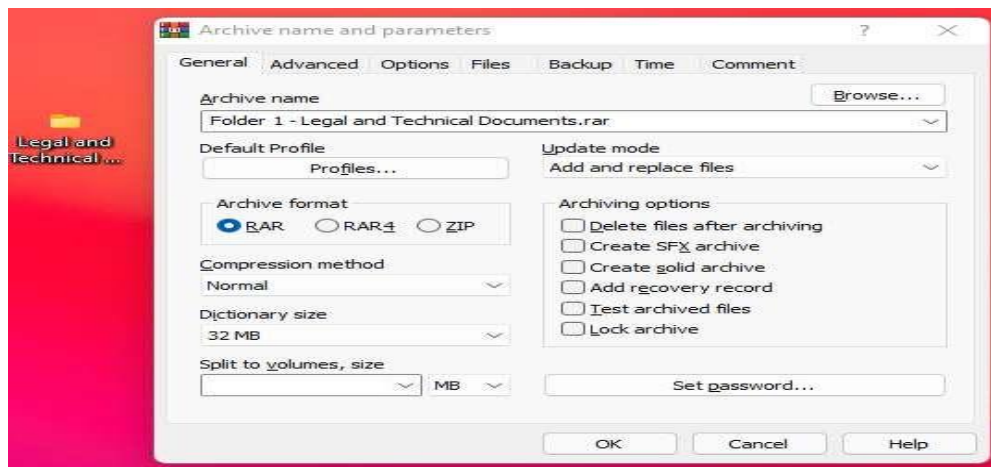 Archive name and parameters
General Advanced Options Files Backup Time Comment
Archive name
Browse...
Folder 1 - Legal and Technical Documents.rar
Legal and
Technical ...
Default Profile
Profiles...
Update mode
Add and replace files
Archive format
RAR RAR4 ZIP
Compression method
Normal
Dictionary size
32 MB
Split to volumes, size
MB
Archiving options
Delete files after archiving
Create SFX archive
Create solid archive
Add recovery record
Test archived files
Lock archive
Set password...
OK Cancel Help